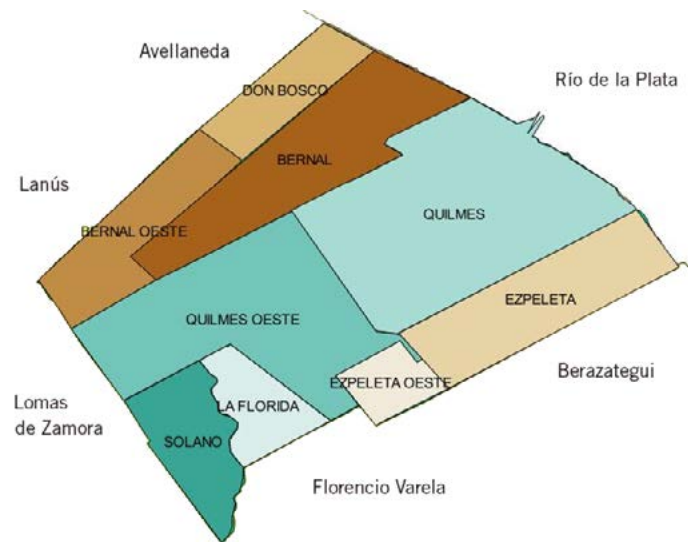 Avellaneda
Río de la Plata
DON BOSCO
BERNAL
Lanús
QUILMES
BERNAL OESTE
EZPELETA
QUILMES OESTE
Berazategui
EZPELETA OESTE
Lomas
de Zamora
LA FLORIDA
SOLANO
Florencio Varela